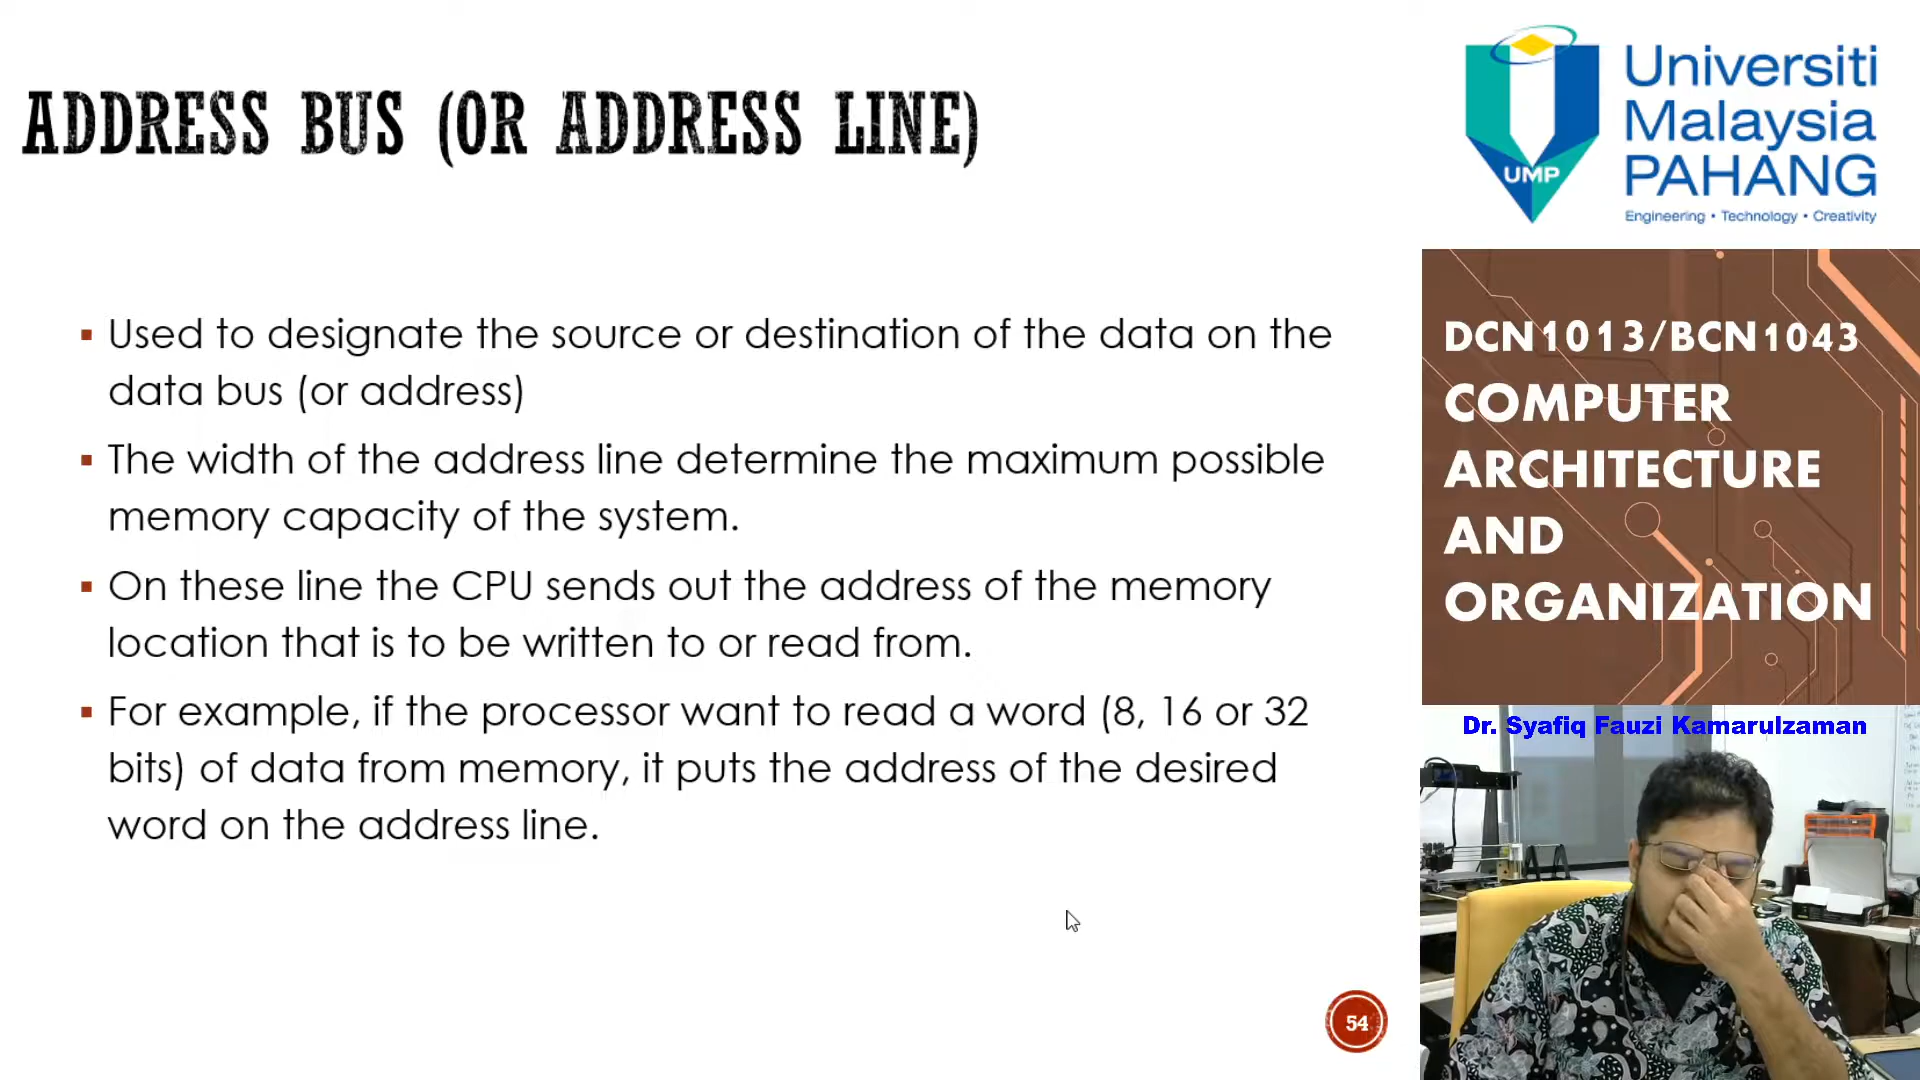 ADDRESS BUS (OR ADDRESS LINE)
Used to designate the source or destination of the data on the
data bus (or address)
The width of the address line determine the maximum possible
memory capacity of the system.
On these line the CPU sends out the address of the memory
location that is to be written to or read from.
For example, if the processor want to read a word (8, 16 or 32
bits) of data from memory, it puts the address of the desired
word on the address line.
54
UMP
Universiti
Malaysia
PAHANG
Engineering • Technology • Creativity
DCN1013/BCN1043
COMPUTER
ARCHITECTURE
AND
ORGANIZATION
Dr. Syafiq Fauzi Kamarulzaman